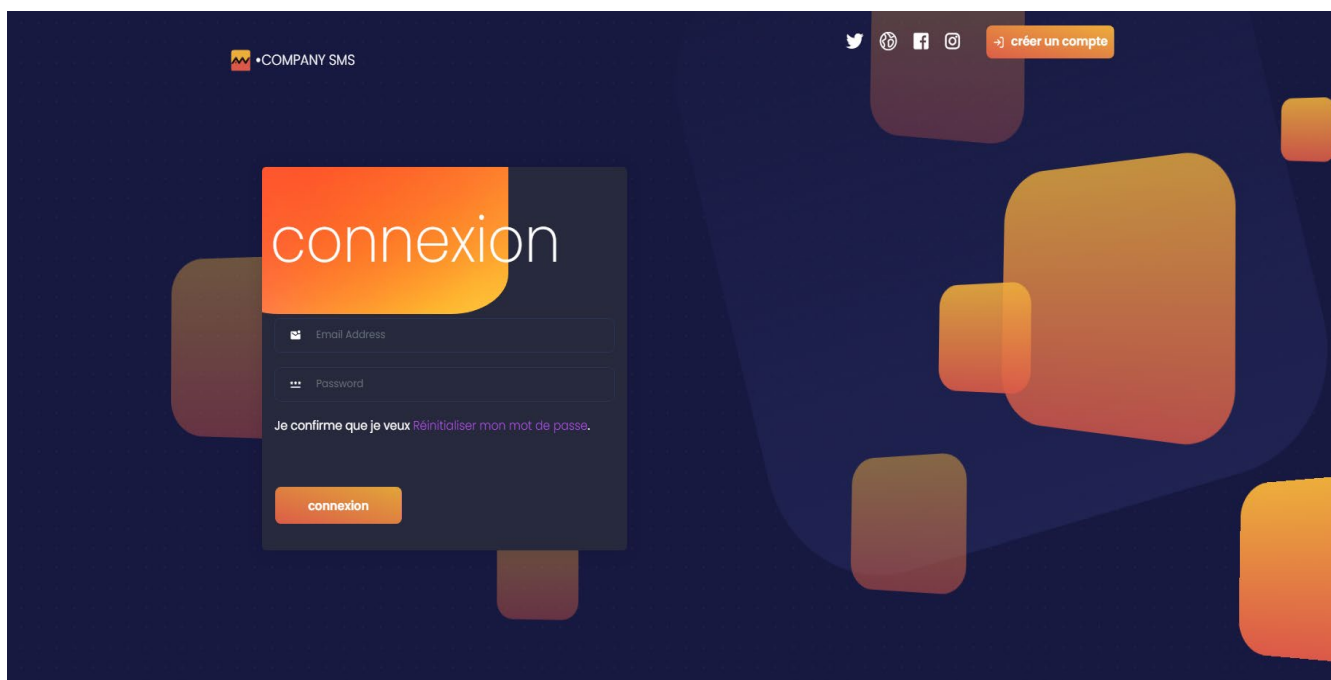 •COMPANY SMS
créer un compte
connexion
Email Address
Password
Je confirme que je veux Réinitialiser mon mot de passe.
connexion